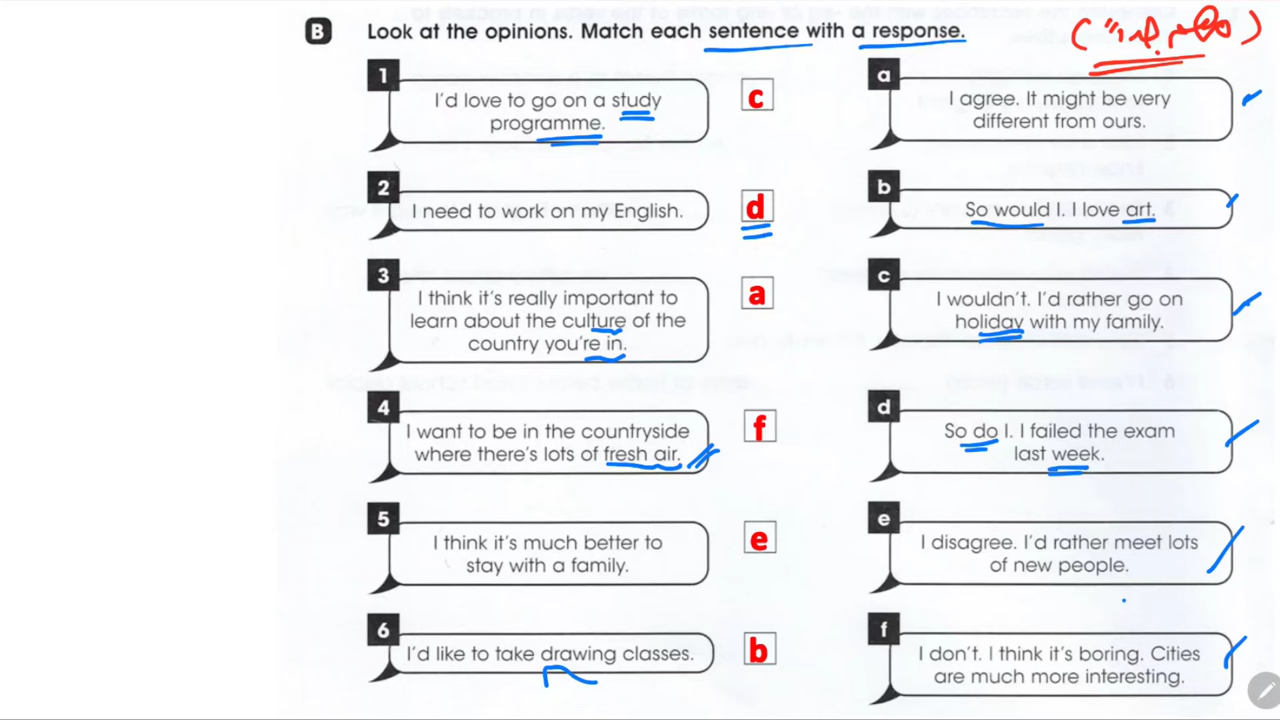 B Look at the opinions. Match each sentence with a response.
1
I'd love to go on a study
programme.
c
a
I agree. It might be very
different from ours.
2
I need to work on my English.
d
b
So would I. I love art.
3
I think it's really important to
learn about the culture of the
country you're in.
a
c
I wouldn't. I'd rather go on
holiday with my family.
4
I want to be in the countryside
where there's lots of fresh air.
f
d
So do I. I failed the exam
last week.
5
I think it's much better to
stay with a family.
e
e
I disagree. I'd rather meet lots
of new people.
6
I'd like to take drawing classes.
b
f
I don't. I think it's boring. Cities
are much more interesting.